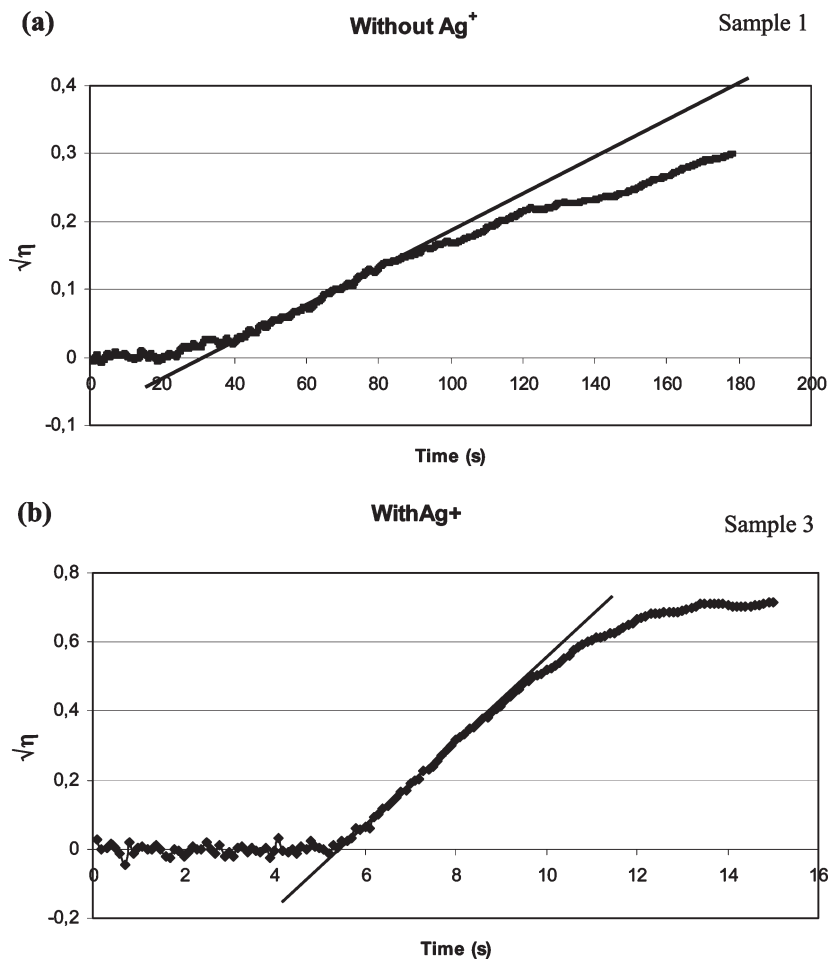 (a)
Without Ag+
Sample 1
0,4
0,3
0,2
0,1
0
-0,1
√η
0 20 40 60 80 100 120 140 160 180 200
Time (s)
(b)
WithAg+
Sample 3
0,8
0,6
0,4
0,2
0
-0,2
√η
0 2 4 6 8 10 12 14 16
Time (s)